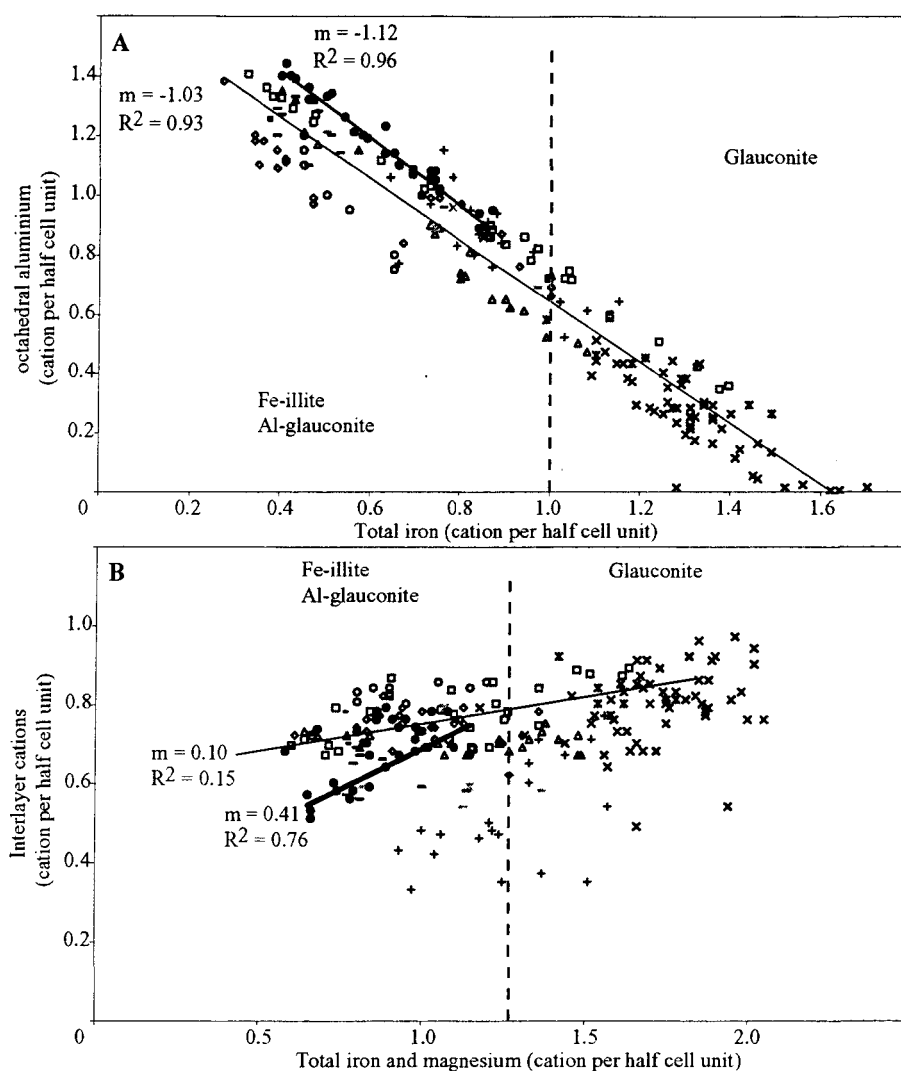 A
m = -1.12
R2 = 0.96
m = -1.03
R2 = 0.93
Glauconite
Fe-illite
Al-glauconite
octahedral aluminium
(cation per half cell unit)
1.4
1.2
1.0
0.8
0.6
0.4
0.2
0
0 0.2 0.4 0.6 0.8 1.0 1.2 1.4 1.6
Total iron (cation per half cell unit)
B
Fe-illite
Al-glauconite
Glauconite
m = 0.10
R2 = 0.15
m = 0.41
R2 = 0.76
Interlayer cations
(cation per half cell unit)
1.0
0.8
0.6
0.4
0.2
0 0.5 1.0 1.5 2.0
Total iron and magnesium (cation per half cell unit)